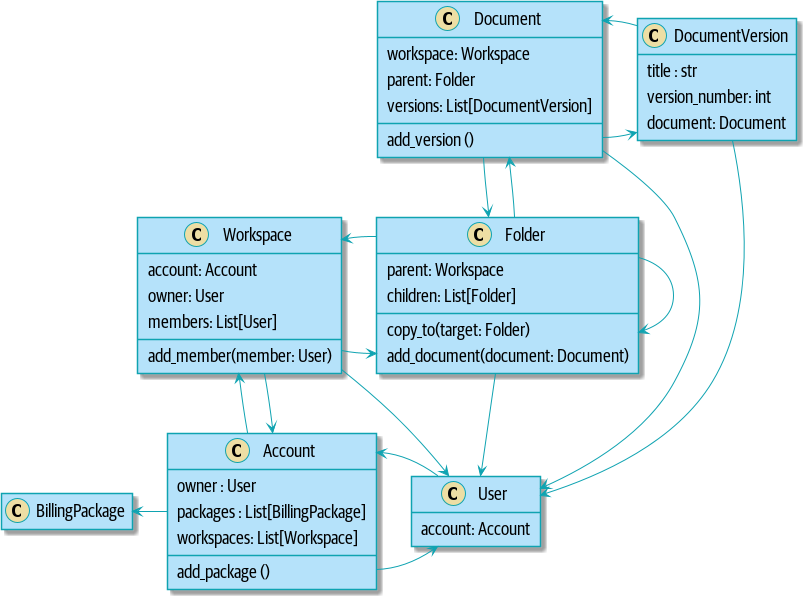 C Document
workspace: Workspace
parent: Folder
versions: List[DocumentVersion]
add_version ()
C DocumentVersion
title : str
version_number: int
document: Document
C Workspace
account: Account
owner: User
members: List[User]
add_member(member: User)
C Folder
parent: Workspace
children: List[Folder]
copy_to(target: Folder)
add_document(document: Document)
C Account
owner : User
packages : List[BillingPackage]
workspaces: List[Workspace]
add_package ()
C User
account: Account
C BillingPackage